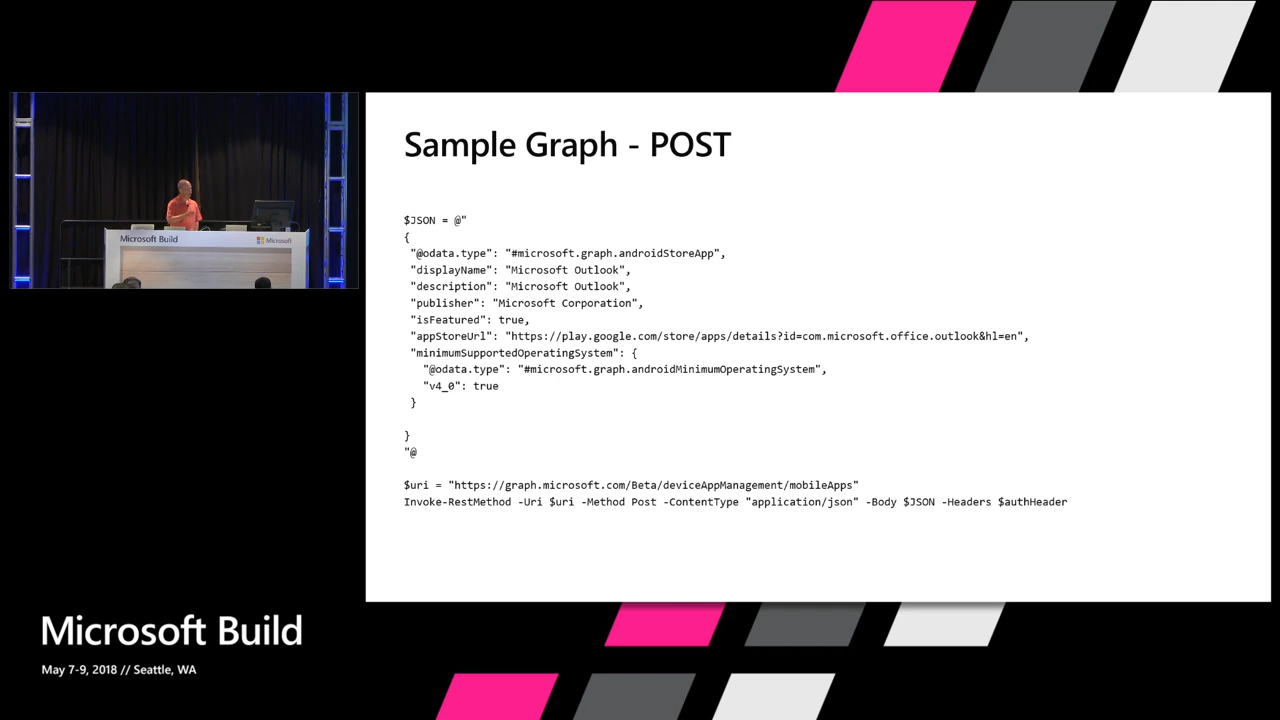 Sample Graph - POST
$JSON = @"
{
"@odata.type": "#microsoft.graph.androidStoreApp",
"displayName": "Microsoft Outlook",
"description": "Microsoft Outlook",
"publisher": "Microsoft Corporation",
"isFeatured": true,
"appStoreUrl": "https://play.google.com/store/apps/details?id=com.microsoft.office.outlook&hl=en",
"minimumSupportedOperatingSystem": {
"@odata.type": "#microsoft.graph.androidMinimumOperatingSystem",
"v4_0": true
}
}
"@
$uri = "https://graph.microsoft.com/Beta/deviceAppManagement/mobileApps"
Invoke-RestMethod -Uri $uri -Method Post -ContentType "application/json" -Body $JSON -Headers $authHeader
Microsoft Build
Microsoft
Microsoft Build
May 7-9, 2018 // Seattle, WA